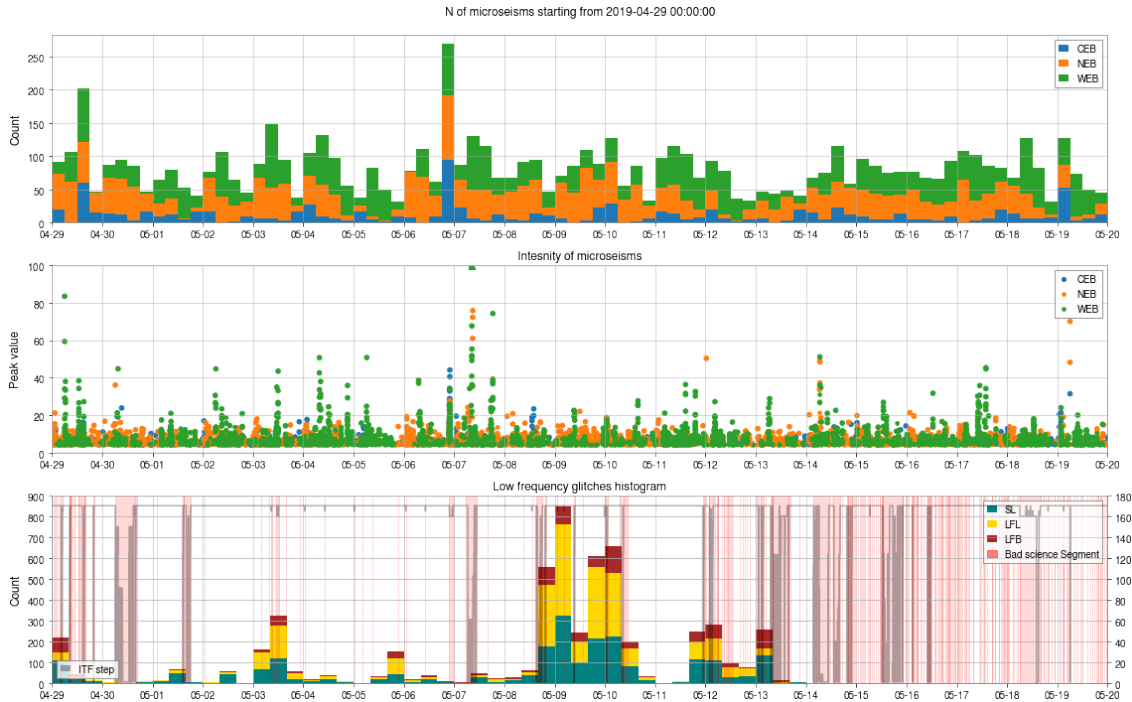 N of microseisms starting from 2019-04-29 00:00:00
Count
250
200
150
100
50
0
CEB
NEB
WEB
04-29 04-30 05-01 05-02 05-03 05-04 05-05 05-06 05-07 05-08 05-09 05-10 05-11 05-12 05-13 05-14 05-15 05-16 05-17 05-18 05-19 05-20
Intesnity of microseisms
Peak value
100
80
60
40
20
0
CEB
NEB
WEB
04-29 04-30 05-01 05-02 05-03 05-04 05-05 05-06 05-07 05-08 05-09 05-10 05-11 05-12 05-13 05-14 05-15 05-16 05-17 05-18 05-19 05-20
Low frequency glitches histogram
Count
900
800
700
600
500
400
300
200
100
0
SL
LFL
LFB
Bad science Segment
ITF step
180
160
140
120
100
80
60
40
20
0
04-29 04-30 05-01 05-02 05-03 05-04 05-05 05-06 05-07 05-08 05-09 05-10 05-11 05-12 05-13 05-14 05-15 05-16 05-17 05-18 05-19 05-20